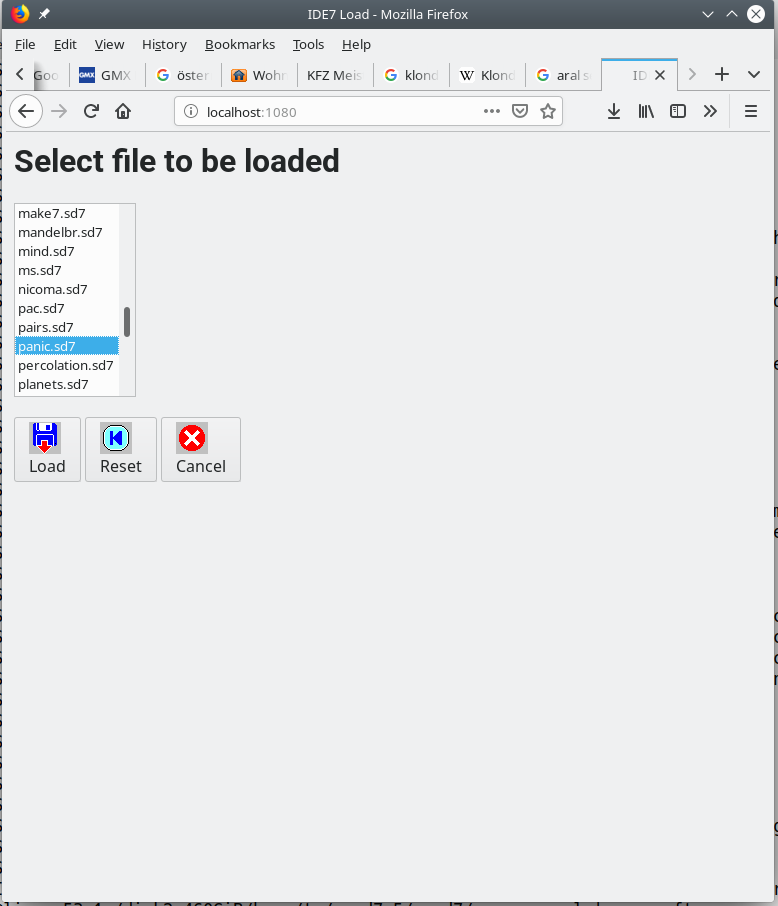 IDE7 Load - Mozilla Firefox
File Edit View History Bookmarks Tools Help
Goo GMX öster Wohn KFZ Meis klond Klond aral s ID
localhost:1080
Select file to be loaded
make7.sd7
mandelbr.sd7
mind.sd7
ms.sd7
nicoma.sd7
pac.sd7
pairs.sd7
panic.sd7
percolation.sd7
planets.sd7
Load Reset Cancel